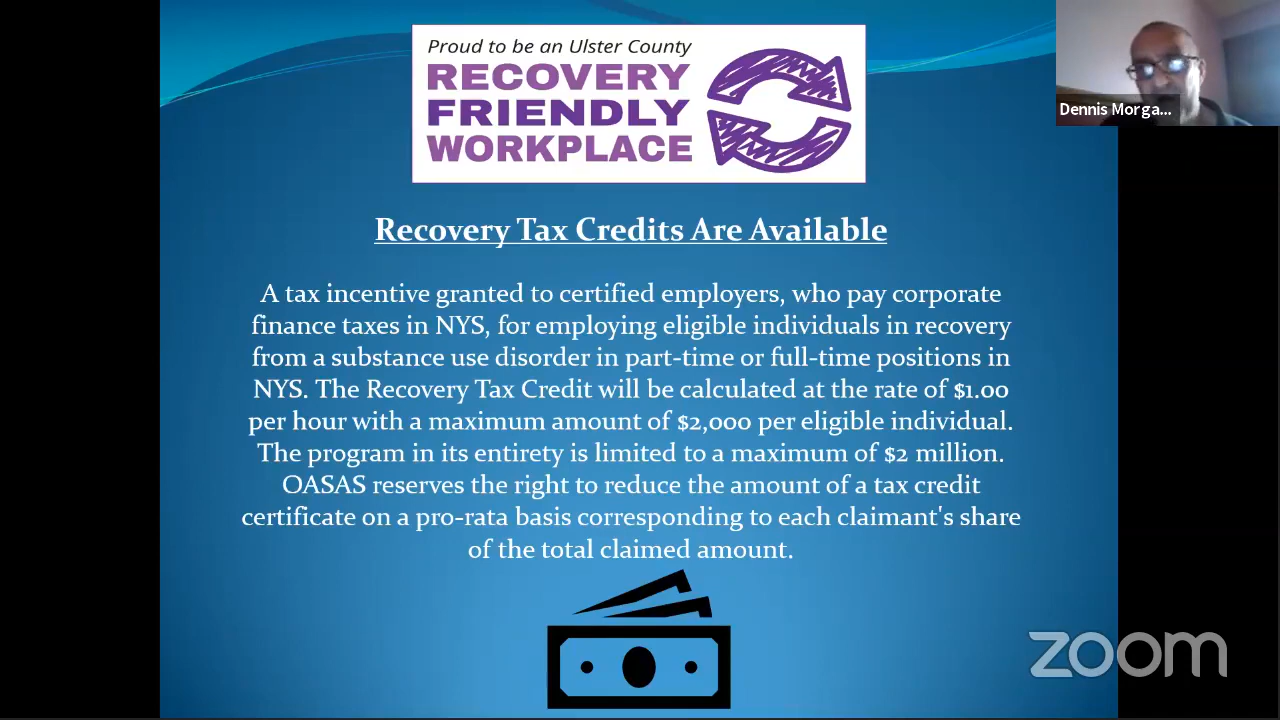 Proud to be an Ulster County
RECOVERY
FRIENDLY
WORKPLACE
Dennis Morga...
Recovery Tax Credits Are Available
A tax incentive granted to certified employers, who pay corporate
finance taxes in NYS, for employing eligible individuals in recovery
from a substance use disorder in part-time or full-time positions in
NYS. The Recovery Tax Credit will be calculated at the rate of $1.00
per hour with a maximum amount of $2,000 per eligible individual.
The program in its entirety is limited to a maximum of $2 million.
OASAS reserves the right to reduce the amount of a tax credit
certificate on a pro-rata basis corresponding to each claimant's share
of the total claimed amount.
zoom